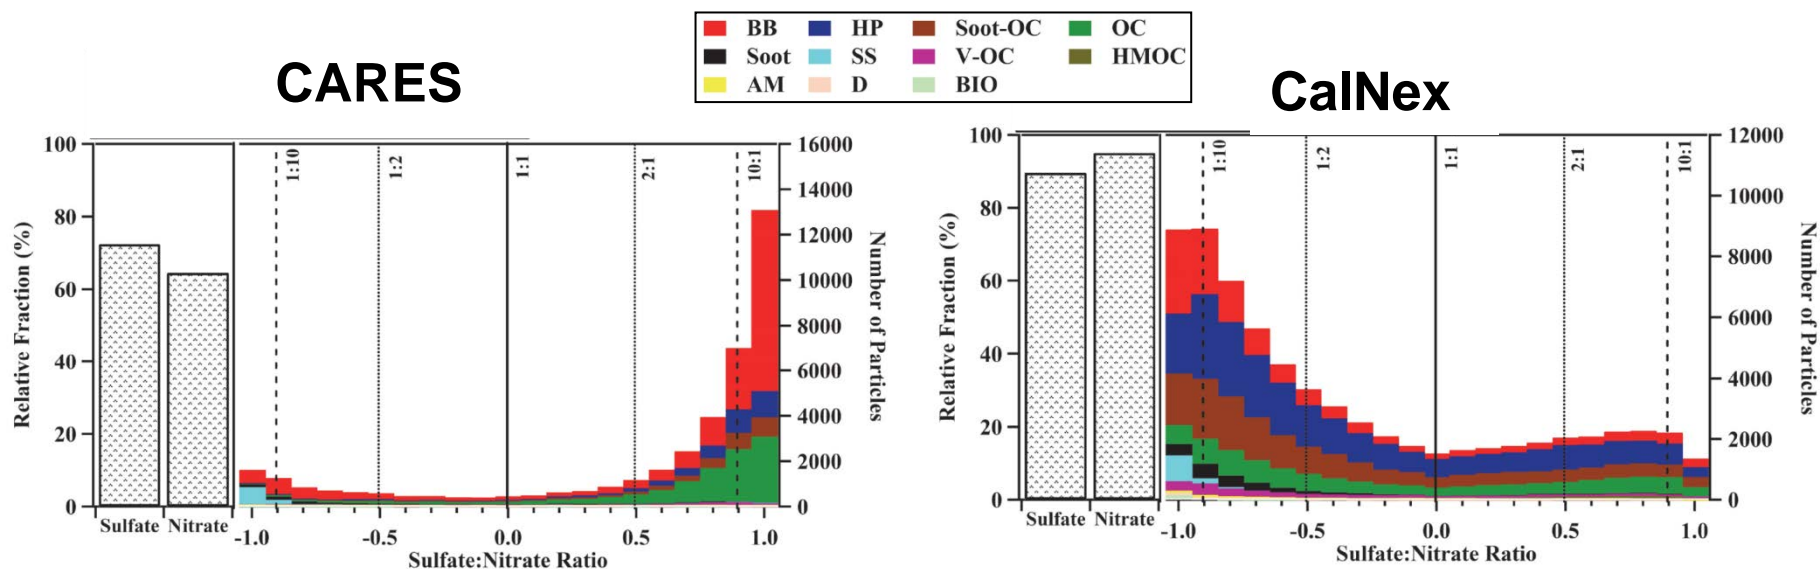 BB HP Soot-OC OC
Soot SS V-OC HMOC
AM D BIO
CARES
CalNex
100
80
60
40
20
0
Relative Fraction (%)
Sulfate Nitrate
1:10
1:2
1:1
2:1
10:1
16000
14000
12000
10000
8000
6000
4000
2000
0
Number of Particles
-1.0 -0.5 0.0 0.5 1.0
Sulfate:Nitrate Ratio
100
80
60
40
20
0
Relative Fraction (%)
Sulfate Nitrate
1:10
1:2
1:1
2:1
10:1
12000
10000
8000
6000
4000
2000
0
Number of Particles
-1.0 -0.5 0.0 0.5 1.0
Sulfate:Nitrate Ratio